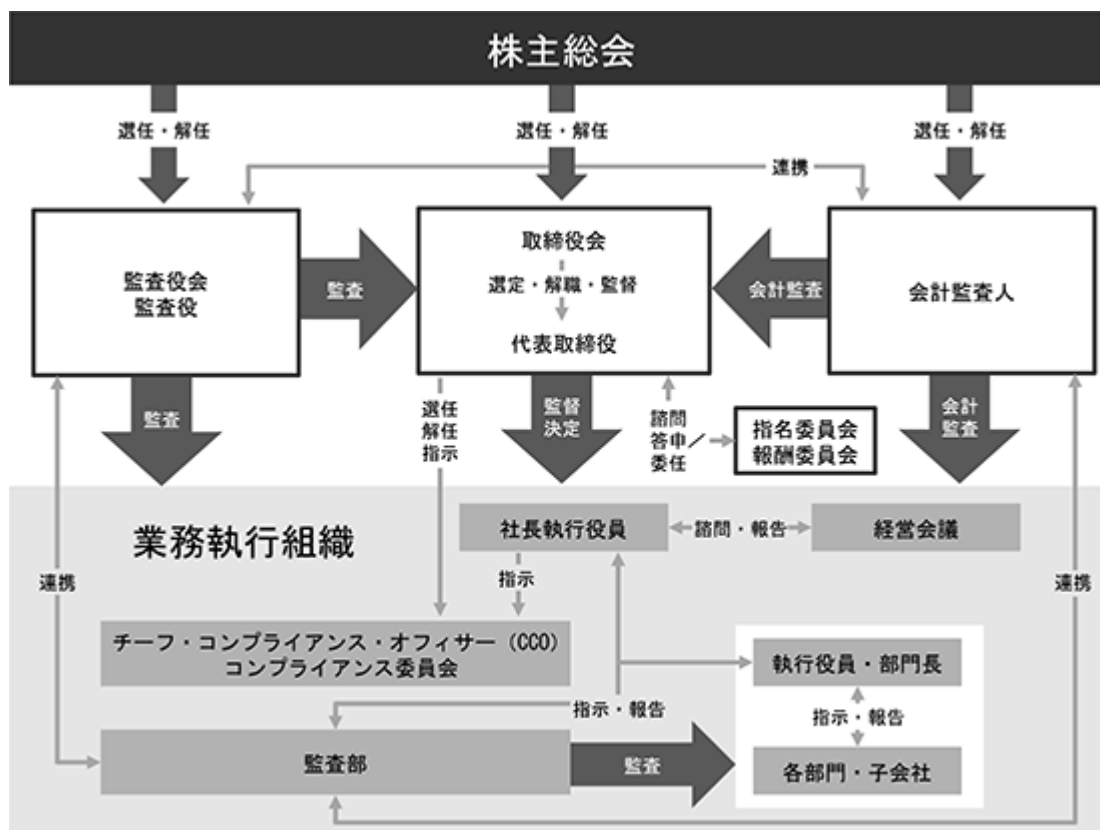 株主総会
選任・解任
選任・解任
選任・解任
連携
監査役会
監査役
監査
取締役会
選定・解職・監督
代表取締役
会計監査
会計監査人
監査
選任
解任
指示
監督
決定
諮問
答申／
委任
指名委員会
報酬委員会
会計
監査
業務執行組織
社長執行役員
諮問・報告
経営会議
連携
指示
連携
チーフ・コンプライアンス・オフィサー（CCO）
コンプライアンス委員会
執行役員・部門長
指示・報告
指示・報告
監査部
監査
各部門・子会社